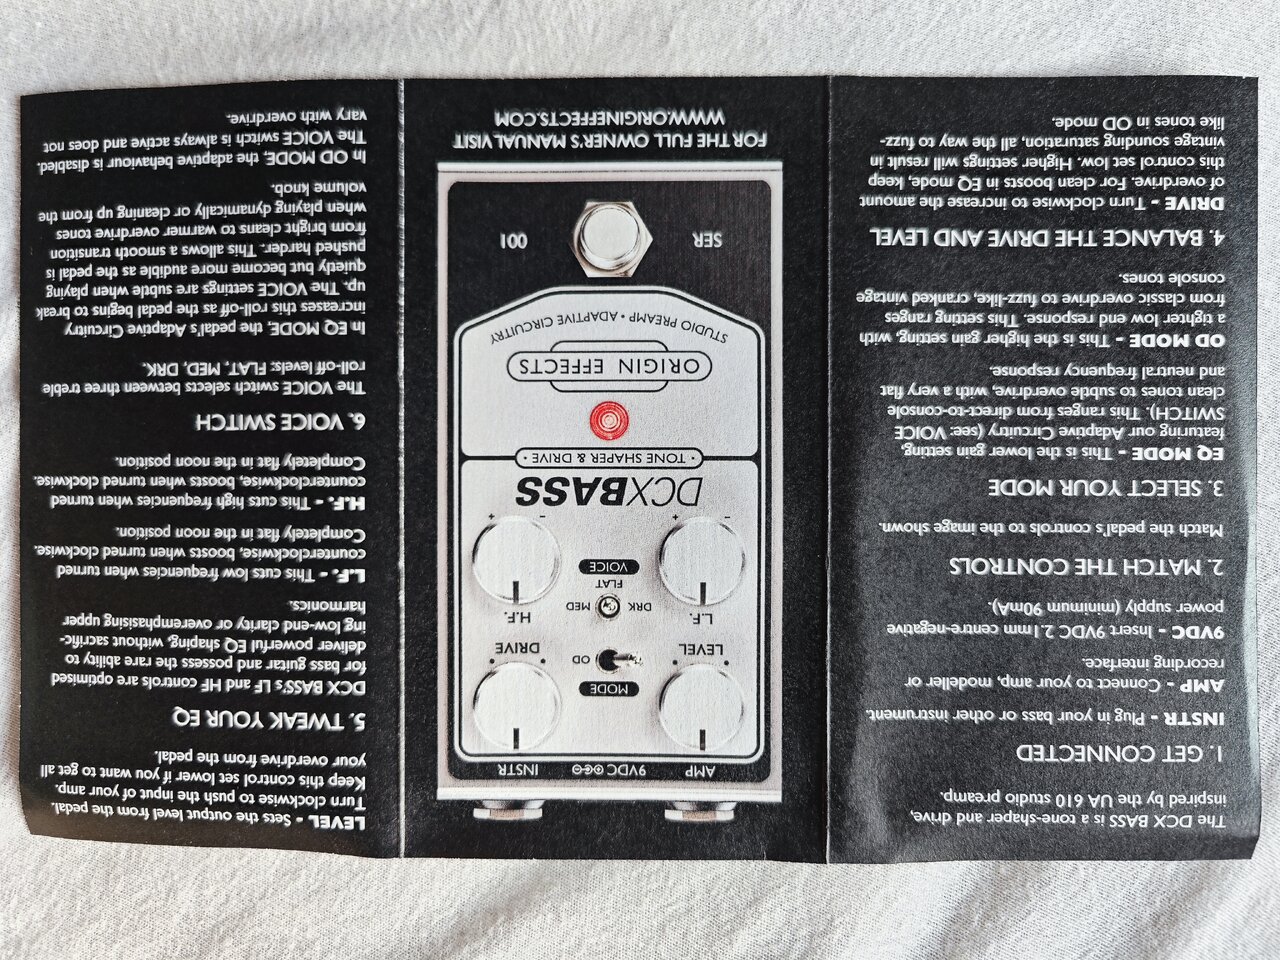 The DCX BASS is a tone-shaper and drive,
inspired by the UA 610 studio preamp.
1. GET CONNECTED
INSTR - Plug in your bass or other instrument.
AMP - Connect to your amp, modeller or
recording interface.
9VDC - Insert 9VDC 2.1mm centre-negative
power supply (minimum 90mA).
2. MATCH THE CONTROLS
Match the pedal's controls to the image shown.
3. SELECT YOUR MODE
EQ MODE - This is the lower gain setting,
featuring our Adaptive Circuitry (see: VOICE
SWITCH). This ranges from direct-to-console
clean tones to subtle overdrive, with a very flat
and neutral frequency response.
OD MODE - This is the higher gain setting, with
a tighter low end response. This setting ranges
from classic overdrive to fuzz-like, cranked vintage
console tones.
4. BALANCE THE DRIVE AND LEVEL
DRIVE - Turn clockwise to increase the amount
of overdrive. For clean boosts in EQ mode, keep
this control set low. Higher settings will result in
vintage sounding saturation, all the way to fuzz-
like tones in OD mode.
AMP 9VDC INSTR
MODE
OD
LEVEL DRIVE
L.F. H.F.
DRK MED
FLAT
VOICE
- + - +
DCX BASS
• TONE SHAPER & DRIVE •
ORIGIN EFFECTS
STUDIO PREAMP • ADAPTIVE CIRCUITRY
SER 001
FOR THE FULL OWNER'S MANUAL VISIT
WWW.ORIGINEFFECTS.COM
LEVEL - Sets the output level from the pedal.
Turn clockwise to push the input of your amp.
Keep this control set lower if you want to get all
your overdrive from the pedal.
5. TWEAK YOUR EQ
DCX BASS's LF and HF controls are optimised
for bass guitar and possess the rare ability to
deliver powerful EQ shaping, without sacrific-
ing low-end clarity or overemphasising upper
harmonics.
L.F. - This cuts low frequencies when turned
counterclockwise, boosts when turned clockwise.
Completely flat in the noon position.
H.F. - This cuts high frequencies when turned
counterclockwise, boosts when turned clockwise.
Completely flat in the noon position.
6. VOICE SWITCH
The VOICE switch selects between three treble
roll-off levels: FLAT, MED, DRK.
In EQ MODE, the pedal's Adaptive Circuitry
increases this roll-off as the pedal begins to break
up. The VOICE settings are subtle when playing
quietly but become more audible as the pedal is
pushed harder. This allows a smooth transition
from bright cleans to warmer overdrive tones
when playing dynamically or cleaning up from the
volume knob.
In OD MODE, the adaptive behaviour is disabled.
The VOICE switch is always active and does not
vary with overdrive.